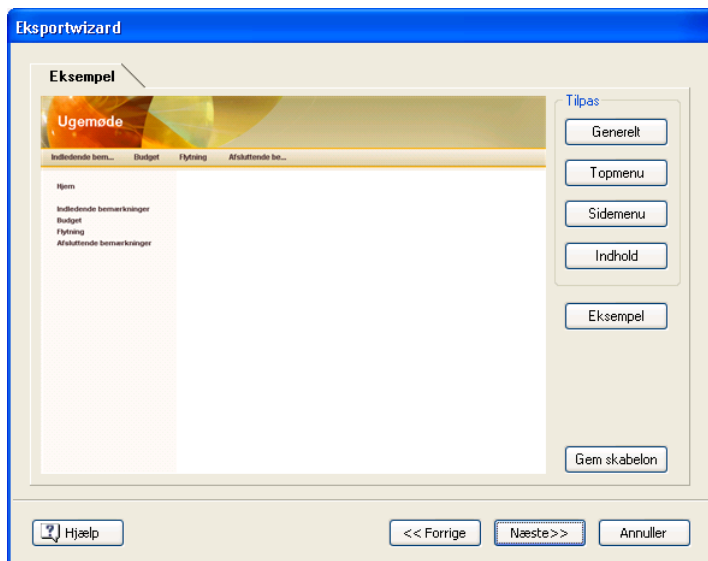 Eksportwizard
Eksempel
Ugemøde
Indledende bem... Budget Flytning Afsluttende be...
Hjem
Indledende bemærkninger
Budget
Flytning
Afsluttende bemærkninger
Tilpas
Generelt
Topmenu
Sidemenu
Indhold
Eksempel
Gem skabelon
Hjælp << Forrige Næste>> Annuller